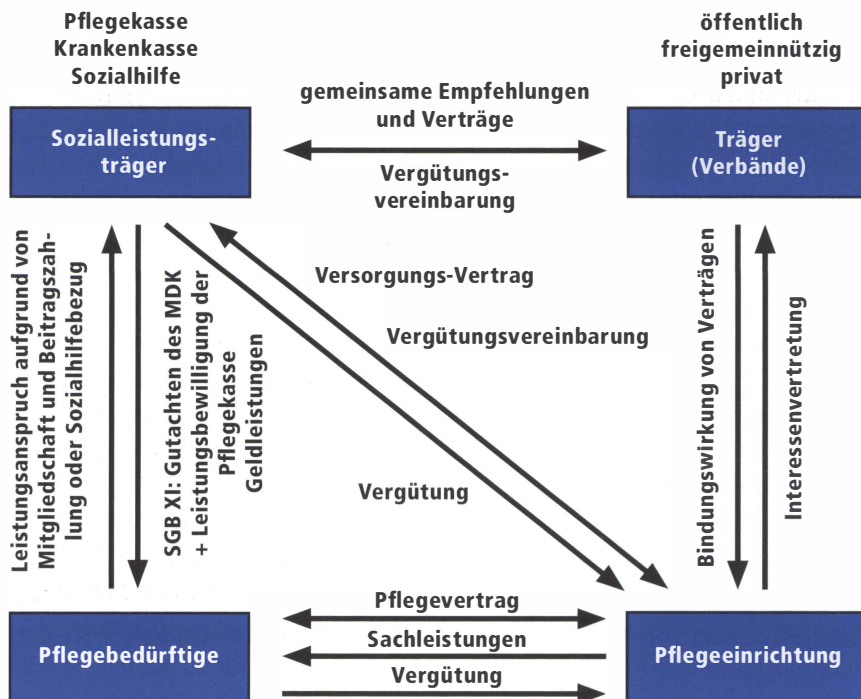 Pflegekasse
Krankenkasse
Sozialhilfe
öffentlich
freigemeinnützig
privat
Sozialleistungs-
träger
gemeinsame Empfehlungen
und Verträge
Vergütungs-
vereinbarung
Träger
(Verbände)
Leistungsanspruch aufgrund von
Mitgliedschaft und Beitragszah-
lung oder Sozialhilfebezug
SGB XI: Gutachten des MDK
+ Leistungsbewilligung der
Pflegekasse
Geldleistungen
Versorgungs-Vertrag
Vergütungsvereinbarung
Vergütung
Bindungswirkung von Verträgen
Interessenvertretung
Pflegebedürftige
Pflegevertrag
Sachleistungen
Vergütung
Pflegeeinrichtung